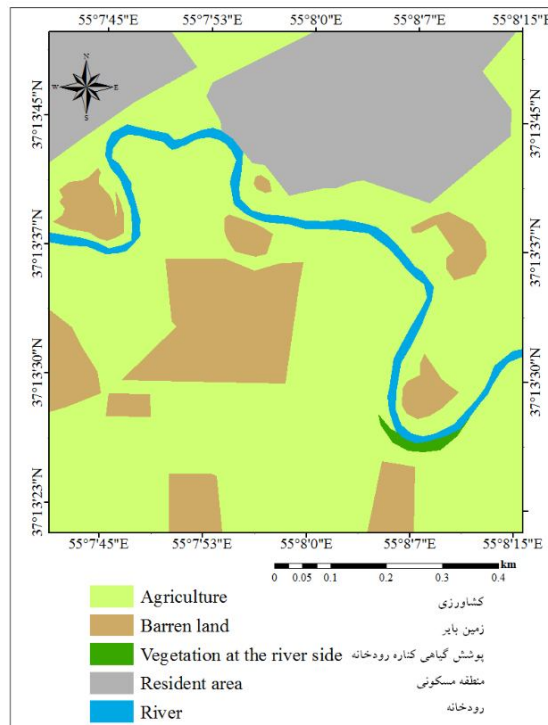 55°7'45"E 55°7'53"E 55°8'0"E 55°8'7"E 55°8'15"E
N
W E
S
37°13'45"N 37°13'45"N
37°13'37"N 37°13'37"N
37°13'30"N 37°13'30"N
37°13'23"N
55°7'45"E 55°7'53"E 55°8'0"E 55°8'7"E 55°8'15"E
km
0 0.05 0.1 0.2 0.3 0.4
Agriculture کشاورزی
Barren land زمین بایر
Vegetation at the river side پوشش گیاهی کناره رودخانه
Resident area منطقه مسکونی
River رودخانه